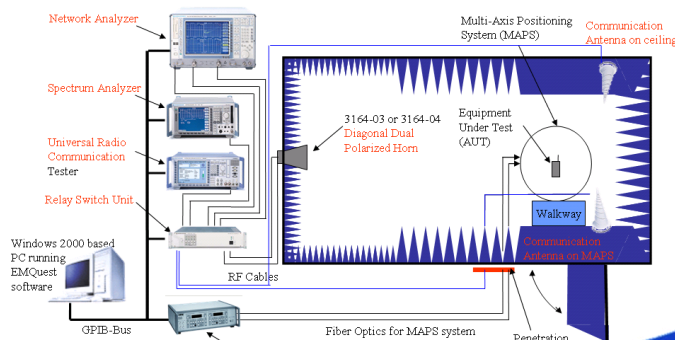 Network Analyzer
Multi-Axis Positioning
System (MAPS)
Communication
Antenna on ceiling
Spectrum Analyzer
3164-03 or 3164-04
Diagonal Dual
Polarized Horn
Equipment
Under Test
(AUT)
Universal Radio
Communication
Tester
Relay Switch Unit
Walkway
Windows 2000 based
PC running
EMQuest
software
Communication
Antenna on MAPS
RF Cables
GPIB-Bus
Fiber Optics for MAPS system
Penetration